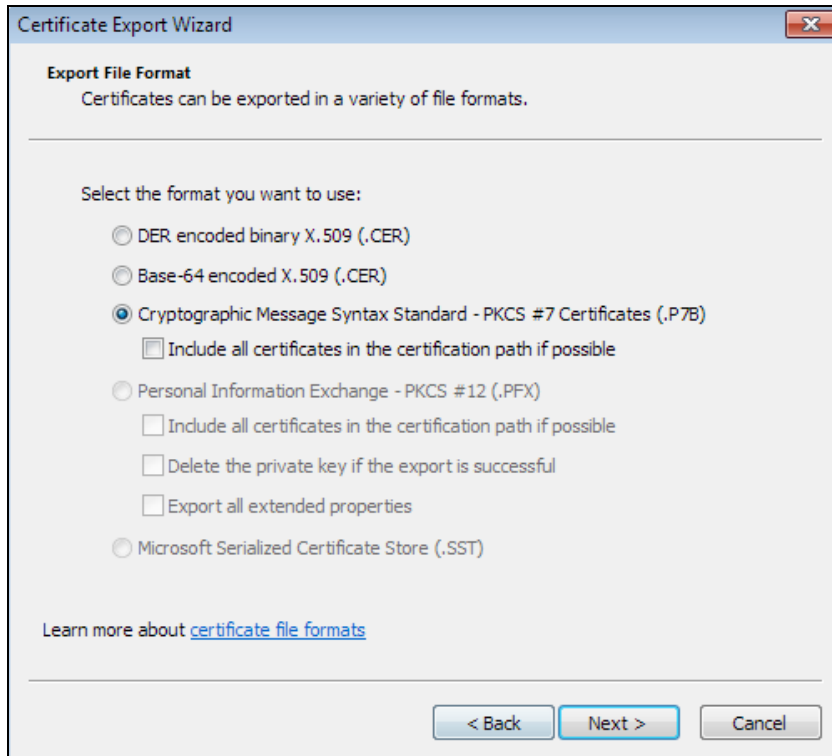 Certificate Export Wizard
Export File Format
Certificates can be exported in a variety of file formats.
Select the format you want to use:
DER encoded binary X.509 (.CER)
Base-64 encoded X.509 (.CER)
Cryptographic Message Syntax Standard - PKCS #7 Certificates (.P7B)
Include all certificates in the certification path if possible
Personal Information Exchange - PKCS #12 (.PFX)
Include all certificates in the certification path if possible
Delete the private key if the export is successful
Export all extended properties
Microsoft Serialized Certificate Store (.SST)
Learn more about certificate file formats
< Back Next > Cancel